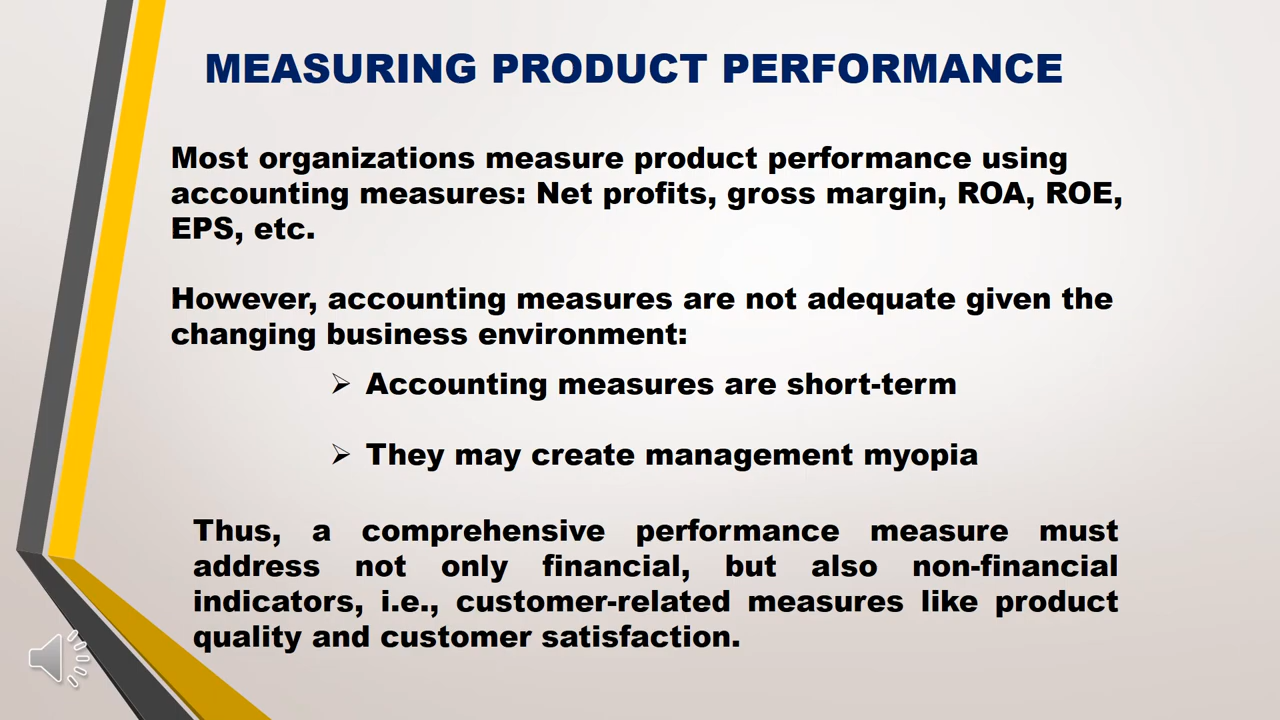 MEASURING PRODUCT PERFORMANCE
Most organizations measure product performance using
accounting measures: Net profits, gross margin, ROA, ROE,
EPS, etc.
However, accounting measures are not adequate given the
changing business environment:
➢ Accounting measures are short-term
➢ They may create management myopia
Thus, a comprehensive performance measure must
address not only financial, but also non-financial
indicators, i.e., customer-related measures like product
quality and customer satisfaction.